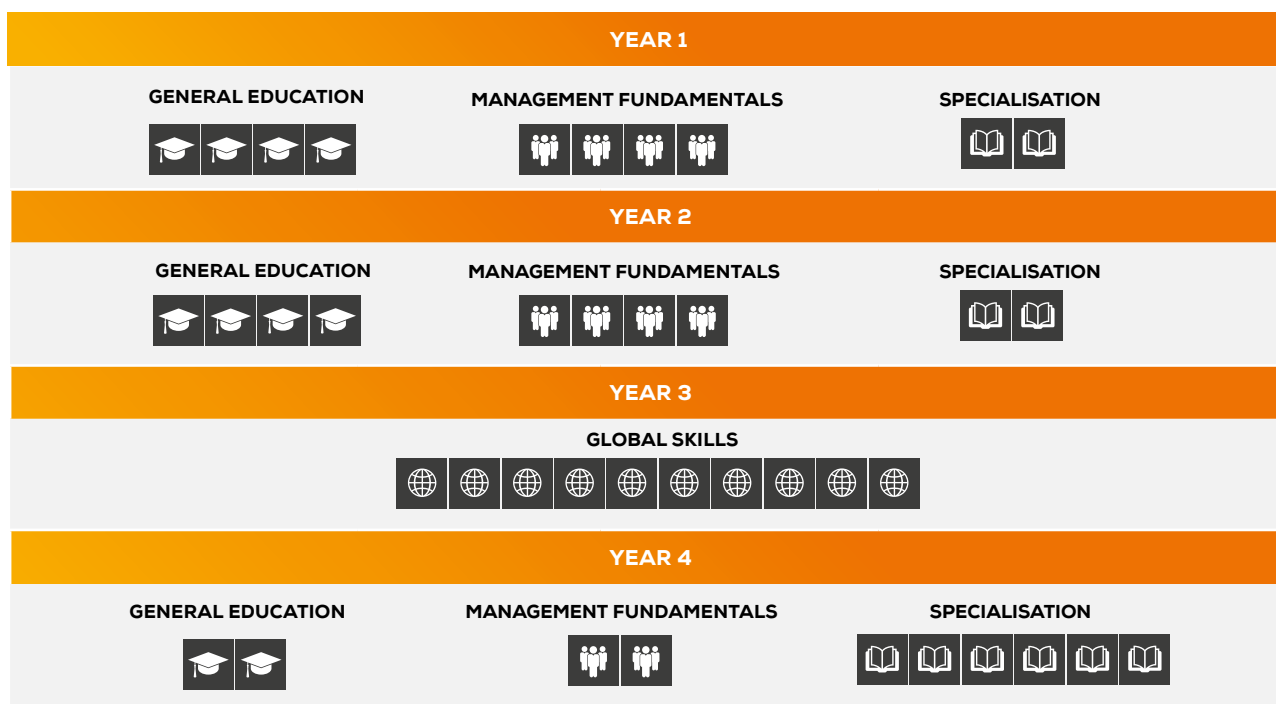 YEAR 1
GENERAL EDUCATION
MANAGEMENT FUNDAMENTALS
SPECIALISATION
YEAR 2
GENERAL EDUCATION
MANAGEMENT FUNDAMENTALS
SPECIALISATION
YEAR 3
GLOBAL SKILLS
YEAR 4
GENERAL EDUCATION
MANAGEMENT FUNDAMENTALS
SPECIALISATION